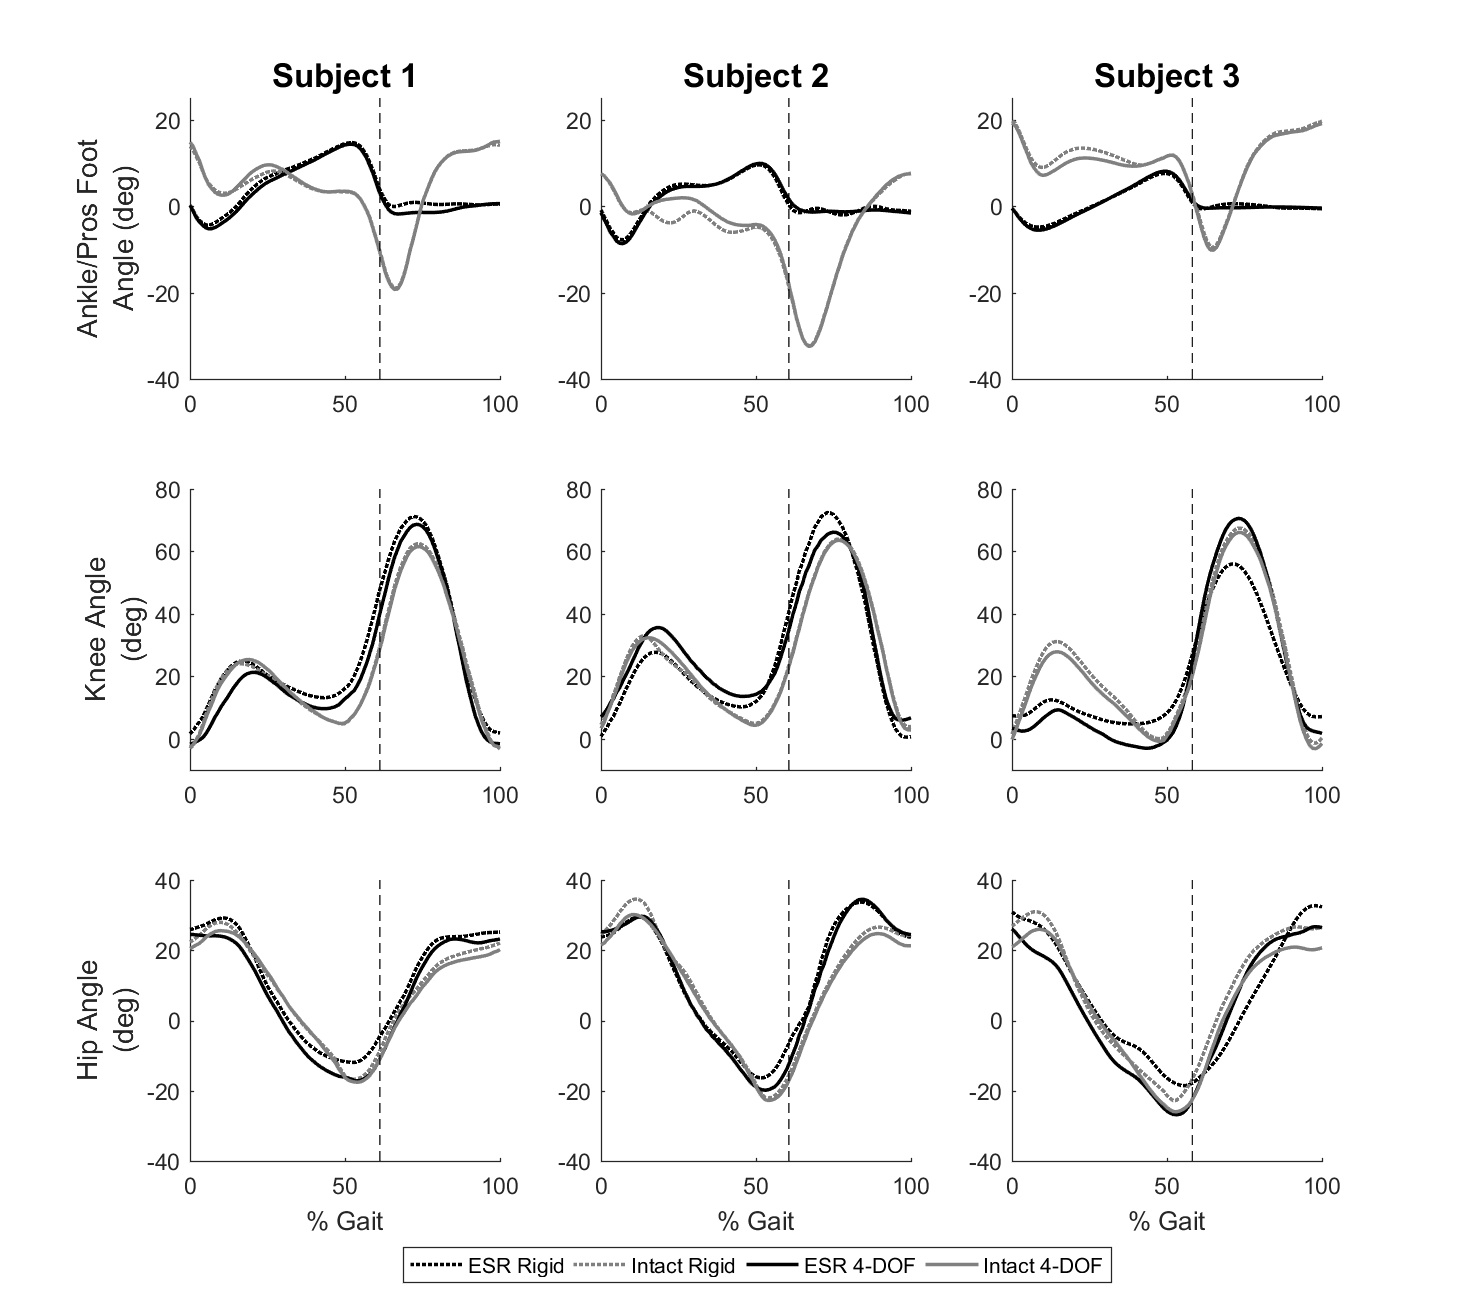 Subject 1 Subject 2 Subject 3
Ankle/Pros Foot
Angle (deg)
20 0 -20 -40
0 50 100
20 0 -20 -40
0 50 100
20 0 -20 -40
0 50 100
Knee Angle
(deg)
80 60 40 20 0
0 50 100
80 60 40 20 0
0 50 100
80 60 40 20 0
0 50 100
Hip Angle
(deg)
40 20 0 -20 -40
0 50 100
% Gait
40 20 0 -20 -40
0 50 100
% Gait
40 20 0 -20 -40
0 50 100
% Gait
ESR Rigid Intact Rigid ESR 4-DOF Intact 4-DOF